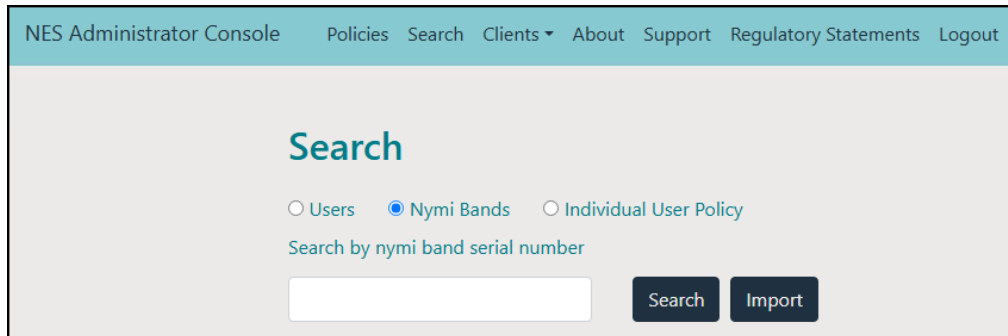 NES Administrator Console Policies Search Clients About Support Regulatory Statements Logout
Search
Users Nymi Bands Individual User Policy
Search by nymi band serial number
Search Import